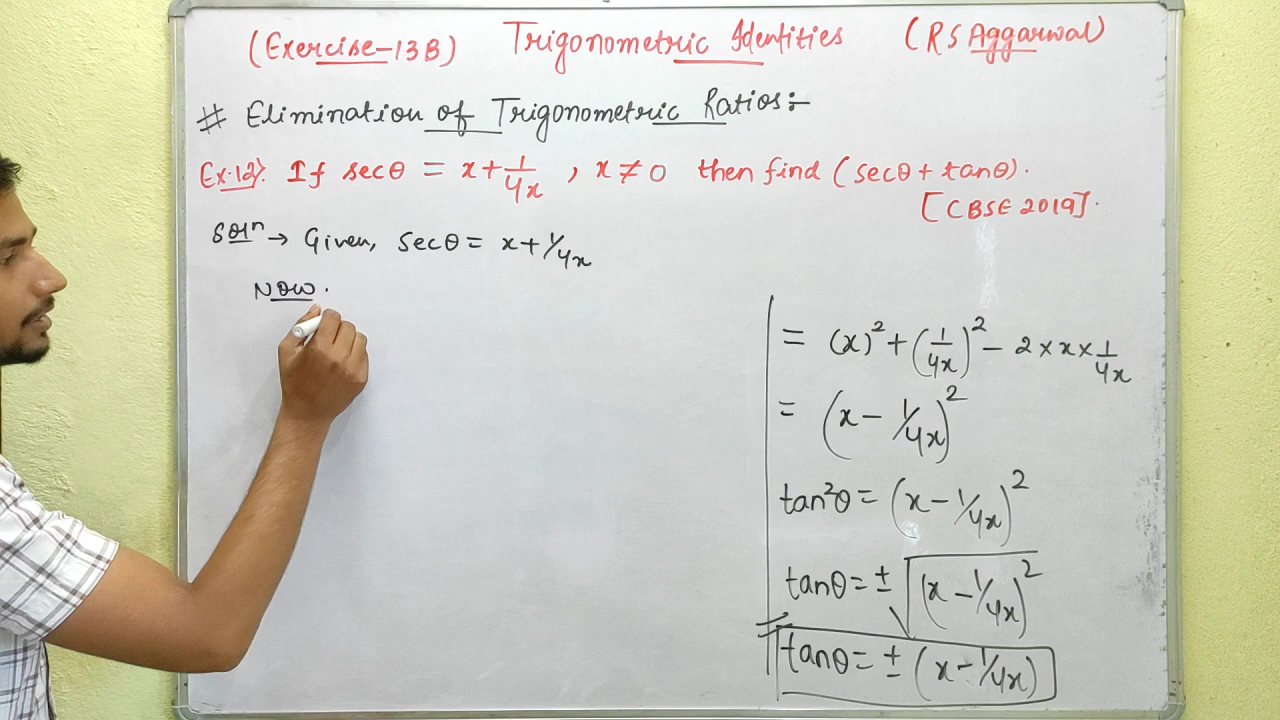 (Exercise-13B) Trigonometric Identities (RS Aggarwal)
# Elimination of Trigonometric Ratios:-
Ex.12}. If secθ = x+1/4x , x≠0 then find (secθ + tanθ).
[CBSE 2019].
Soln → Given, secθ = x+1/4x
Now.
= (x)²+(1/4x)²- 2×x×1/4x
= (x-1/4x)²
tan²θ = (x-1/4x)²
tanθ = ± √(x-1/4x)²
tanθ = ± (x-1/4x)